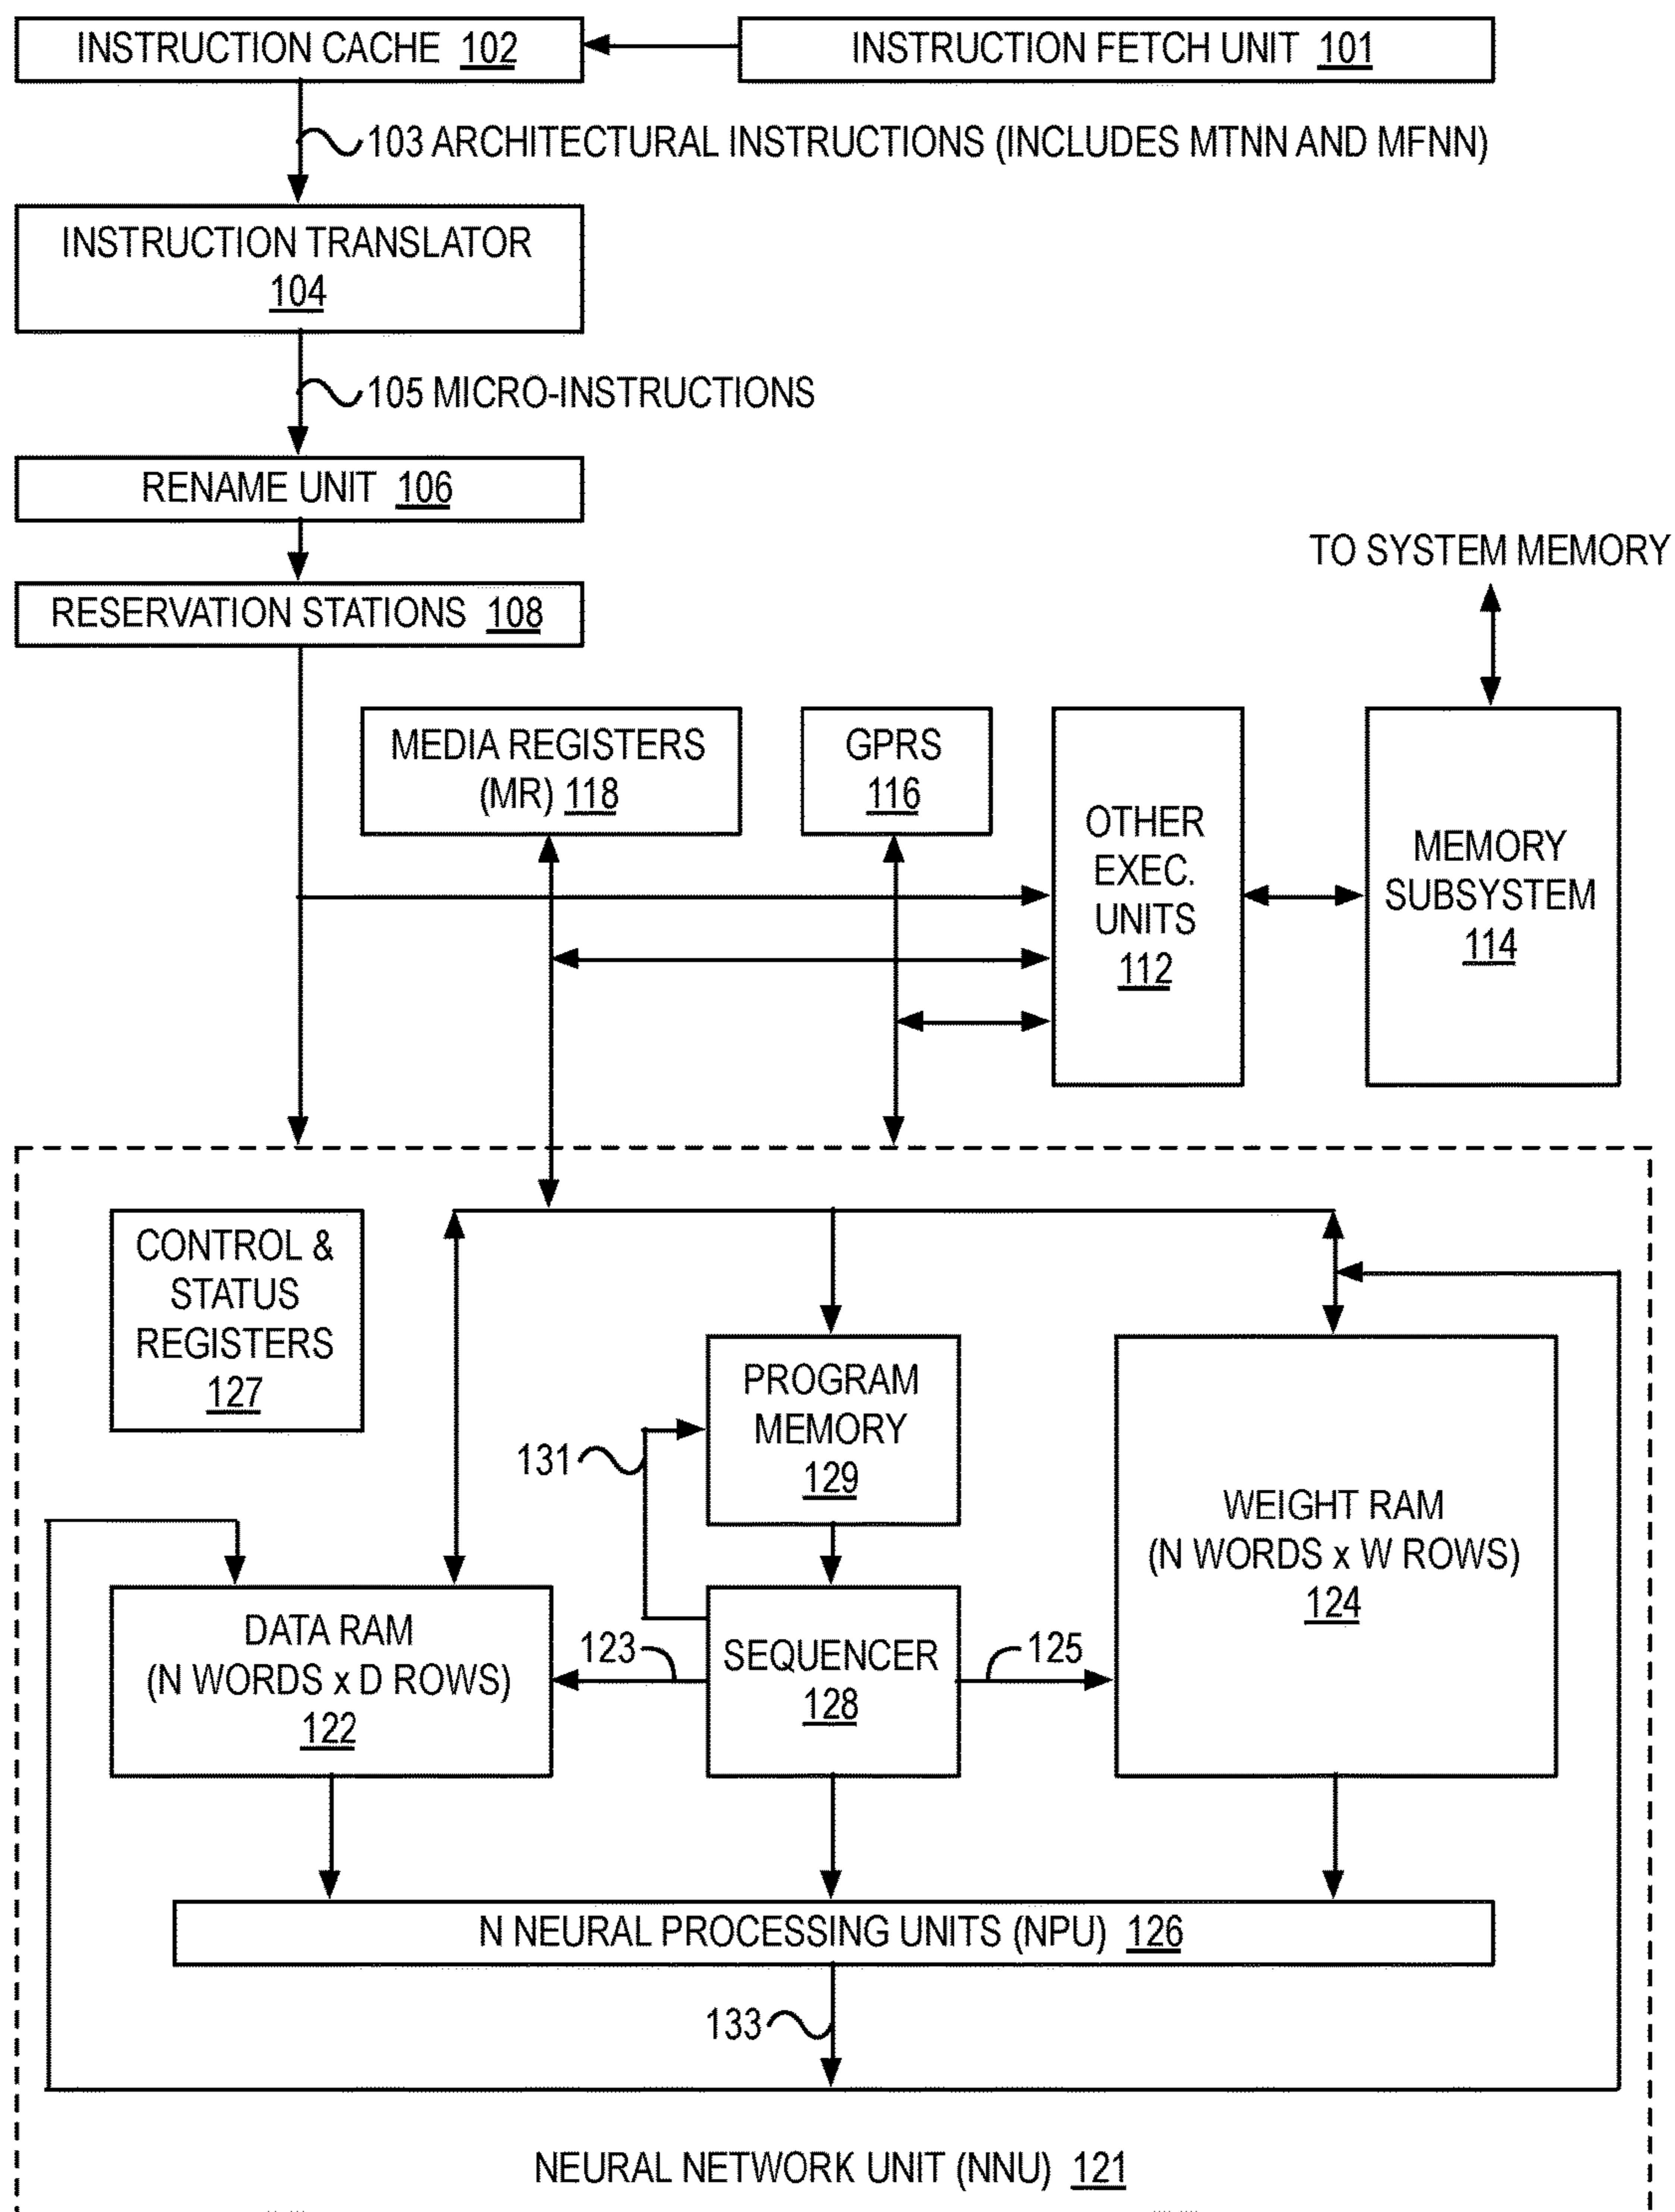 INSTRUCTION CACHE 102
INSTRUCTION FETCH UNIT 101
103 ARCHITECTURAL INSTRUCTIONS (INCLUDES MTNN AND MFNN)
INSTRUCTION TRANSLATOR
104
105 MICRO-INSTRUCTIONS
RENAME UNIT 106
TO SYSTEM MEMORY
RESERVATION STATIONS 108
MEDIA REGISTERS
(MR) 118
GPRS
116
OTHER
EXEC.
UNITS
112
MEMORY
SUBSYSTEM
114
CONTROL &
STATUS
REGISTERS
127
PROGRAM
MEMORY
129
131
WEIGHT RAM
(N WORDS x W ROWS)
124
DATA RAM
(N WORDS x D ROWS)
122
123
SEQUENCER
128
125
N NEURAL PROCESSING UNITS (NPU) 126
133
NEURAL NETWORK UNIT (NNU) 121